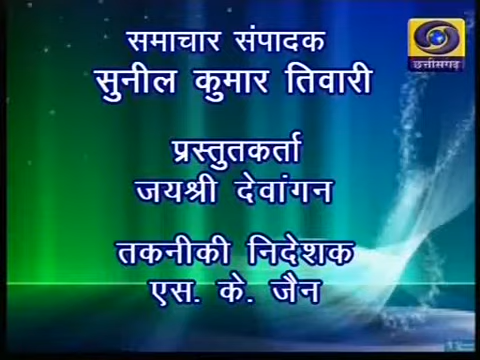 समाचार संपादक
छत्तीसगढ़
सुनील कुमार तिवारी
प्रस्तुतकर्ता
जयश्री देवांगन
तकनीकी निदेशक
एस. के. जैन